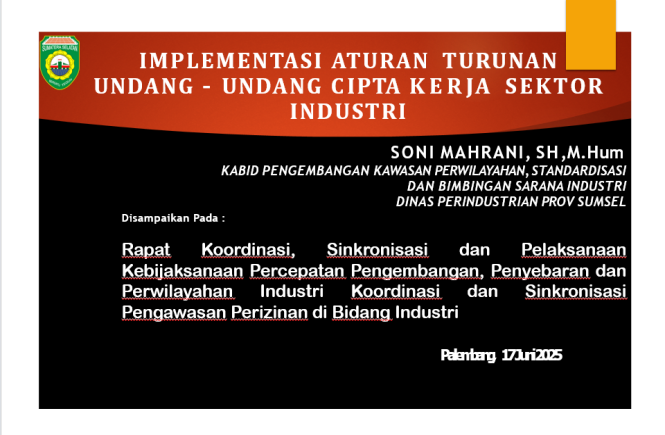 SUMATERA SELATAN
IMPLEMENTASI ATURAN TURUNAN
UNDANG - UNDANG CIPTA KERJA SEKTOR
INDUSTRI
SONI MAHRANI, SH,M.Hum
KABID PENGEMBANGAN KAWASAN PERWILAYAHAN, STANDARDISASI
DAN BIMBINGAN SARANA INDUSTRI
DINAS PERINDUSTRIAN PROV SUMSEL
Disampaikan Pada :
Rapat Koordinasi, Sinkronisasi dan Pelaksanaan
Kebijaksanaan Percepatan Pengembangan, Penyebaran dan
Perwilayahan Industri Koordinasi dan Sinkronisasi
Pengawasan Perizinan di Bidang Industri
Palembang, 17 Juni 2025